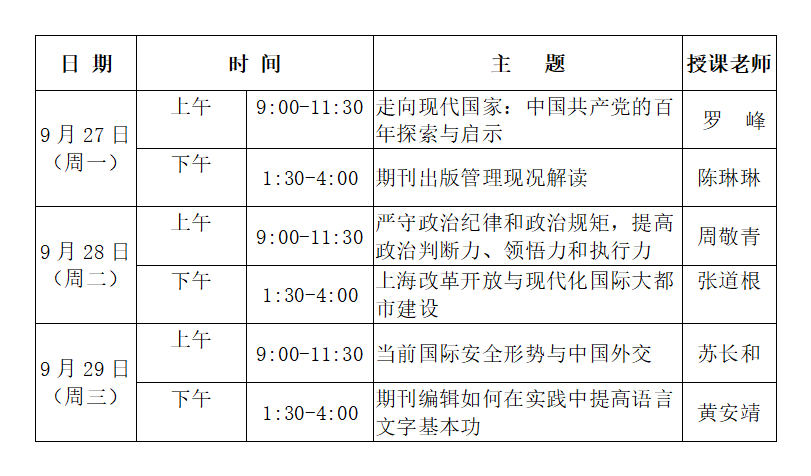 日 期 时 间 主 题 授课老师
9月27日（周一） 上午 9:00-11:30 走向现代国家：中国共产党的百年探索与启示 罗 峰
下午 1:30-4:00 期刊出版管理现况解读 陈琳琳
9月28日（周二） 上午 9:00-11:30 严守政治纪律和政治规矩，提高政治判断力、领悟力和执行力 周敬青
下午 1:30-4:00 上海改革开放与现代化国际大都市建设 张道根
9月29日（周三） 上午 9:00-11:30 当前国际安全形势与中国外交 苏长和
下午 1:30-4:00 期刊编辑如何在实践中提高语言文字基本功 黄安靖